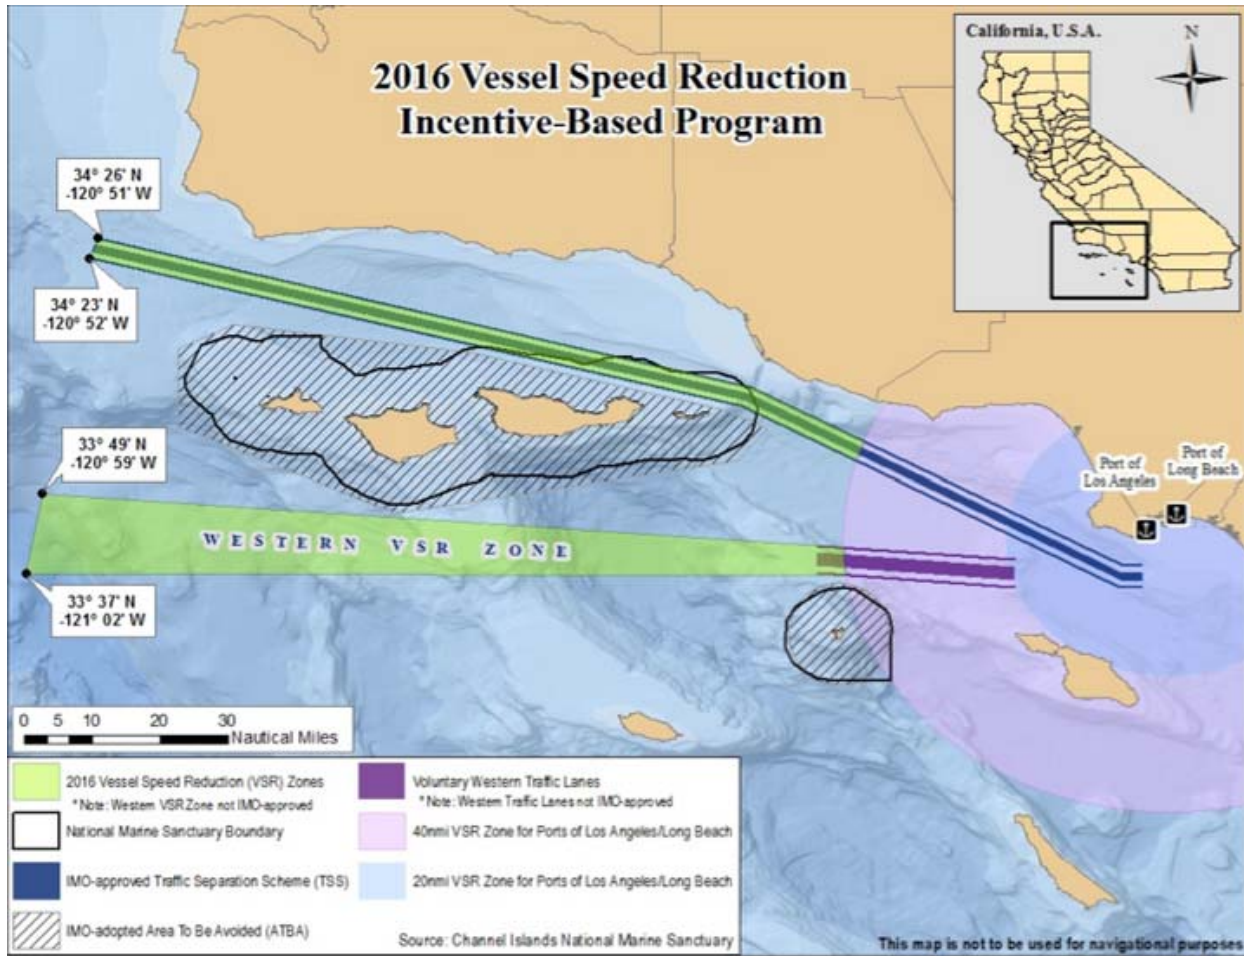 2016 Vessel Speed Reduction
Incentive-Based Program
California, U.S.A.
N
34° 26' N
-120° 51' W
34° 23' N
-120° 52' W
33° 49' N
-120° 59' W
33° 37' N
-121° 02' W
WESTERN VSR ZONE
Port of
Los Angeles
Port of
Long Beach
0 5 10 20 30
Nautical Miles
2016 Vessel Speed Reduction (VSR) Zones
*Note: Western VSR Zone not IMO-approved
National Marine Sanctuary Boundary
IMO-approved Traffic Separation Scheme (TSS)
IMO-adopted Area To Be Avoided (ATBA)
Voluntary Western Traffic Lanes
*Note: Western Traffic Lanes not IMO-approved
40nmi VSR Zone for Ports of Los Angeles/Long Beach
20nmi VSR Zone for Ports of Los Angeles/Long Beach
Source: Channel Islands National Marine Sanctuary
This map is not to be used for navigational purposes